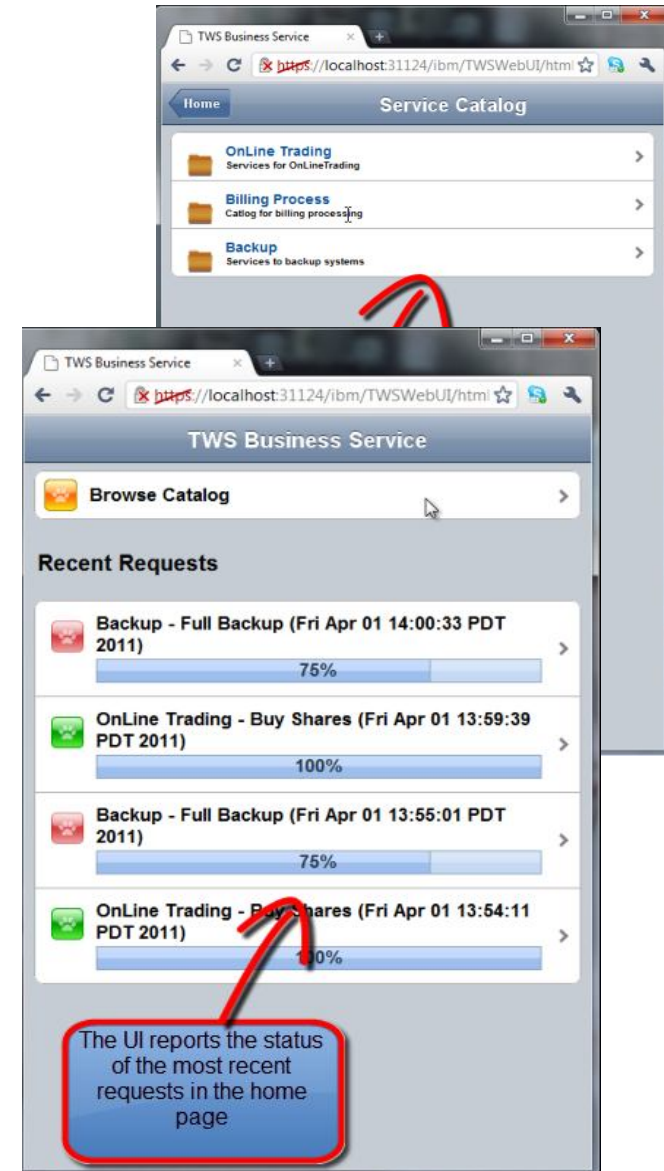 TWS Business Service
https://localhost:31124/ibm/TWSWebUI/html
Home
Service Catalog
OnLine Trading
Services for OnLineTrading
Billing Process
Catlog for billing processing
Backup
Services to backup systems
TWS Business Service
https://localhost:31124/ibm/TWSWebUI/html
TWS Business Service
Browse Catalog
Recent Requests
Backup - Full Backup (Fri Apr 01 14:00:33 PDT
2011)
75%
OnLine Trading - Buy Shares (Fri Apr 01 13:59:39
PDT 2011)
100%
Backup - Full Backup (Fri Apr 01 13:55:01 PDT
2011)
75%
OnLine Trading - Buy Shares (Fri Apr 01 13:54:11
PDT 2011)
100%
The UI reports the status
of the most recent
requests in the home
page